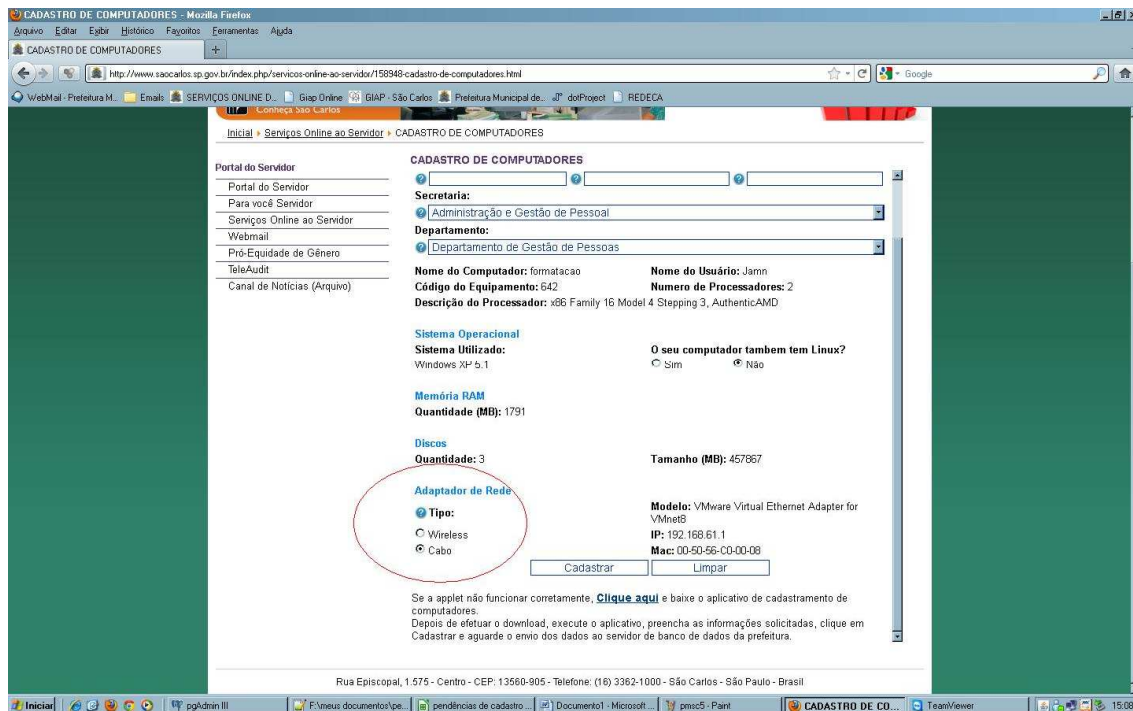 CADASTRO DE COMPUTADORES - Mozilla Firefox
Arquivo Editar Exibir Histórico Favoritos Ferramentas Ajuda
CADASTRO DE COMPUTADORES +
http://www.saocarlos.sp.gov.br/index.php/servicos-online-ao-servidor/158948-cadastro-de-computadores.html Google
WebMail - Prefeitura M... Emails SERVIÇOS ONLINE D... Giap Online GIAP - São Carlos Prefeitura Municipal de... dotProject REDECA
Conheça São Carlos
Inicial Serviços Online ao Servidor CADASTRO DE COMPUTADORES
Portal do Servidor
Portal do Servidor
Para você Servidor
Serviços Online ao Servidor
Webmail
Pró-Equidade de Gênero
TeleAudit
Canal de Notícias (Arquivo)
CADASTRO DE COMPUTADORES
Secretaria:
Administração e Gestão de Pessoal
Departamento:
Departamento de Gestão de Pessoas
Nome do Computador: formatacao Nome do Usuário: Jamn
Código do Equipamento: 642 Numero de Processadores: 2
Descrição do Processador: x86 Family 16 Model 4 Stepping 3, AuthenticAMD
Sistema Operacional
Sistema Utilizado: O seu computador tambem tem Linux?
Windows XP 5.1 Sim Não
Memória RAM
Quantidade (MB): 1791
Discos
Quantidade: 3 Tamanho (MB): 457867
Adaptador de Rede
Tipo:
Wireless
Cabo
Modelo: VMware Virtual Ethernet Adapter for
VMnet8
IP: 192.168.61.1
Mac: 00-50-56-C0-00-08
Cadastrar Limpar
Se a applet não funcionar corretamente, Clique aqui e baixe o aplicativo de cadastramento de
computadores.
Depois de efetuar o download, execute o aplicativo, preencha as informações solicitadas, clique em
Cadastrar e aguarde o envio dos dados ao servidor de banco de dados da prefeitura.
Rua Episcopal, 1.575 - Centro - CEP: 13560-905 - Telefone: (16) 3362-1000 - São Carlos - São Paulo - Brasil
Iniciar pgAdmin III F:\meus documentos\pe... pendências de cadastro ... Documento1 - Microsoft ... pmsc5 - Paint CADASTRO DE CO... TeamViewer 15:08